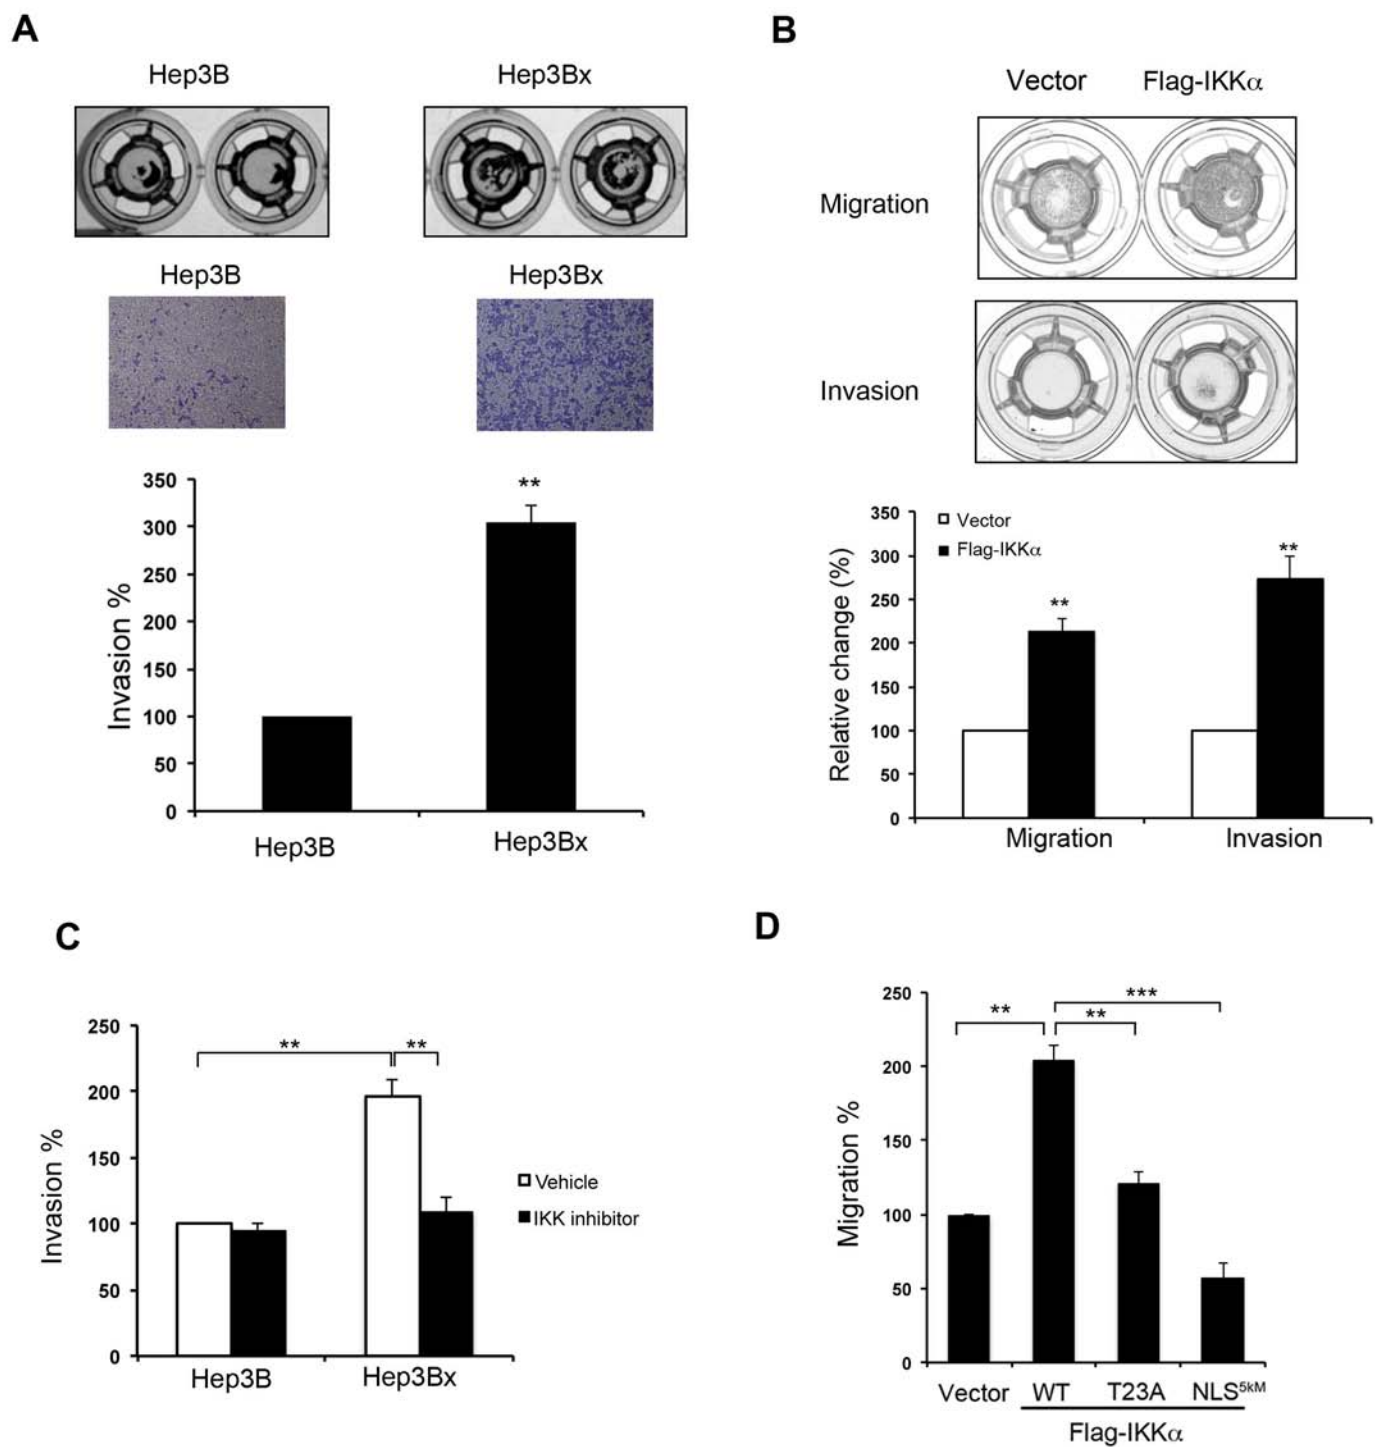 A
Hep3B
Hep3Bx
Hep3B
Hep3Bx
350
300
250
200
150
100
50
0
Invasion %
**
Hep3B
Hep3Bx
B
Vector
Flag-IKKα
Migration
Invasion
350
300
250
200
150
100
50
0
Relative change (%)
Vector
Flag-IKKα
**
**
Migration
Invasion
C
250
200
150
100
50
0
Invasion %
**
**
Vehicle
IKK inhibitor
Hep3B
Hep3Bx
D
250
200
150
100
50
0
Migration %
***
**
**
Vector
WT
T23A
NLS5kM
Flag-IKKα